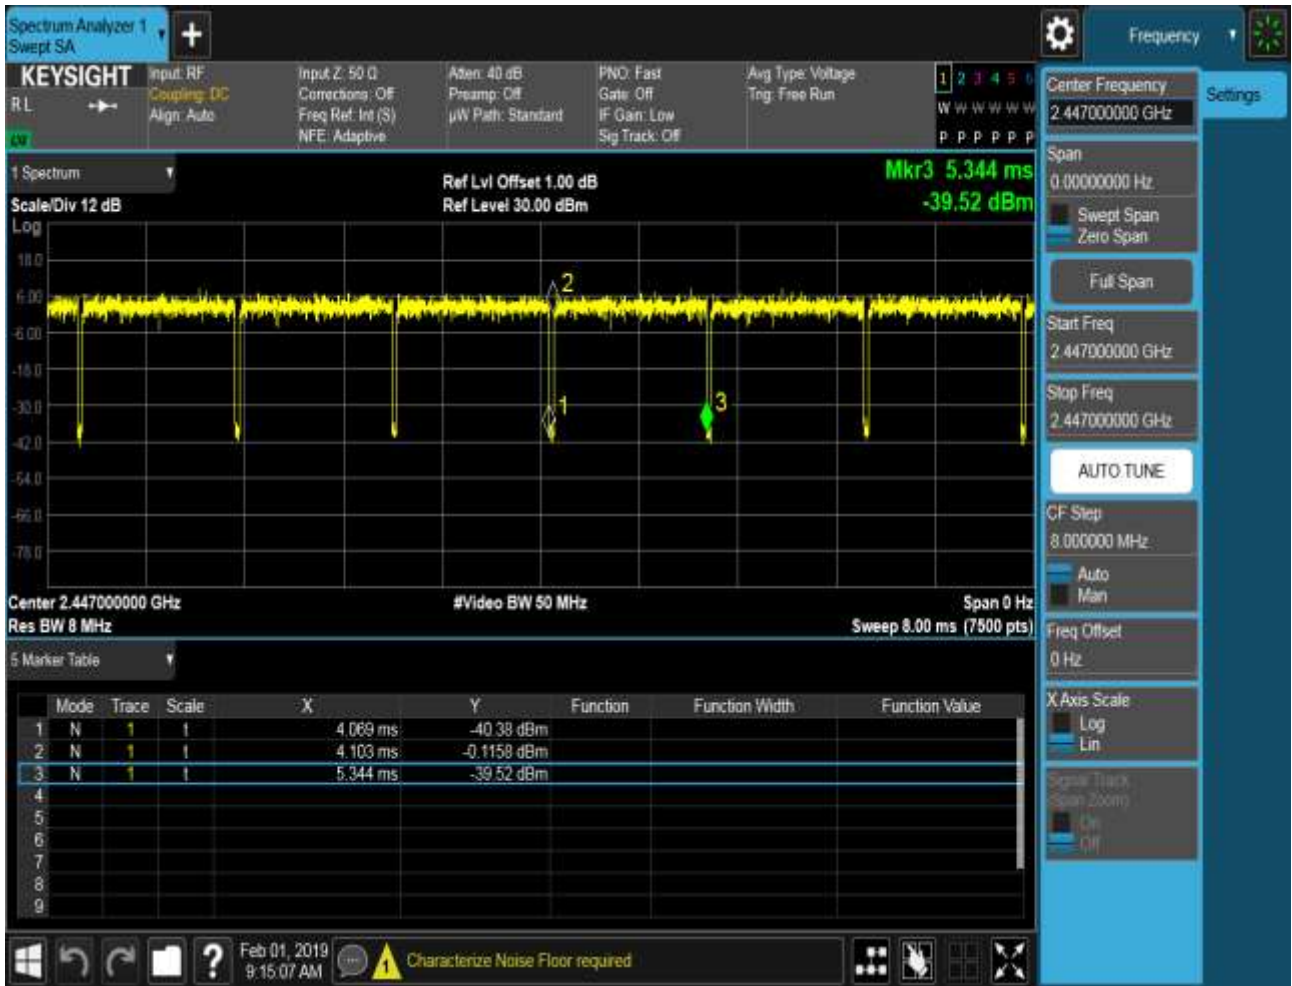 Spectrum Analyzer 1
Swept SA
+
Frequency
KEYSIGHT
RL
LXI
Input: RF
Coupling: DC
Align: Auto
Input Z: 50 Ω
Corrections: Off
Freq Ref: Int (S)
NFE: Adaptive
Atten: 40 dB
Preamp: Off
µW Path: Standard
PNO: Fast
Gate: Off
IF Gain: Low
Sig Track: Off
Avg Type: Voltage
Trig: Free Run
1 2 3 4 5 6
W W W W W W
P P P P P P
1 Spectrum
Scale/Div 12 dB
Log
Ref Lvl Offset 1.00 dB
Ref Level 30.00 dBm
Mkr3 5.344 ms
-39.52 dBm
18.0
6.00
-6.00
-18.0
-30.0
-42.0
-54.0
-66.0
-78.0
2
1
3
Center 2.447000000 GHz
Res BW 8 MHz
#Video BW 50 MHz
Span 0 Hz
Sweep 8.00 ms (7500 pts)
5 Marker Table
Mode Trace Scale X Y Function Function Width Function Value
1 N 1 t 4.069 ms -40.38 dBm
2 N 1 t 4.103 ms -0.1158 dBm
3 N 1 t 5.344 ms -39.52 dBm
4
5
6
7
8
9
Center Frequency
2.447000000 GHz
Settings
Span
0.00000000 Hz
Swept Span
Zero Span
Full Span
Start Freq
2.447000000 GHz
Stop Freq
2.447000000 GHz
AUTO TUNE
CF Step
8.000000 MHz
Auto
Man
Freq Offset
0 Hz
X Axis Scale
Log
Lin
Signal Track
(Span Zoom)
On
Off
?
Feb 01, 2019
9:15:07 AM
1
Characterize Noise Floor required